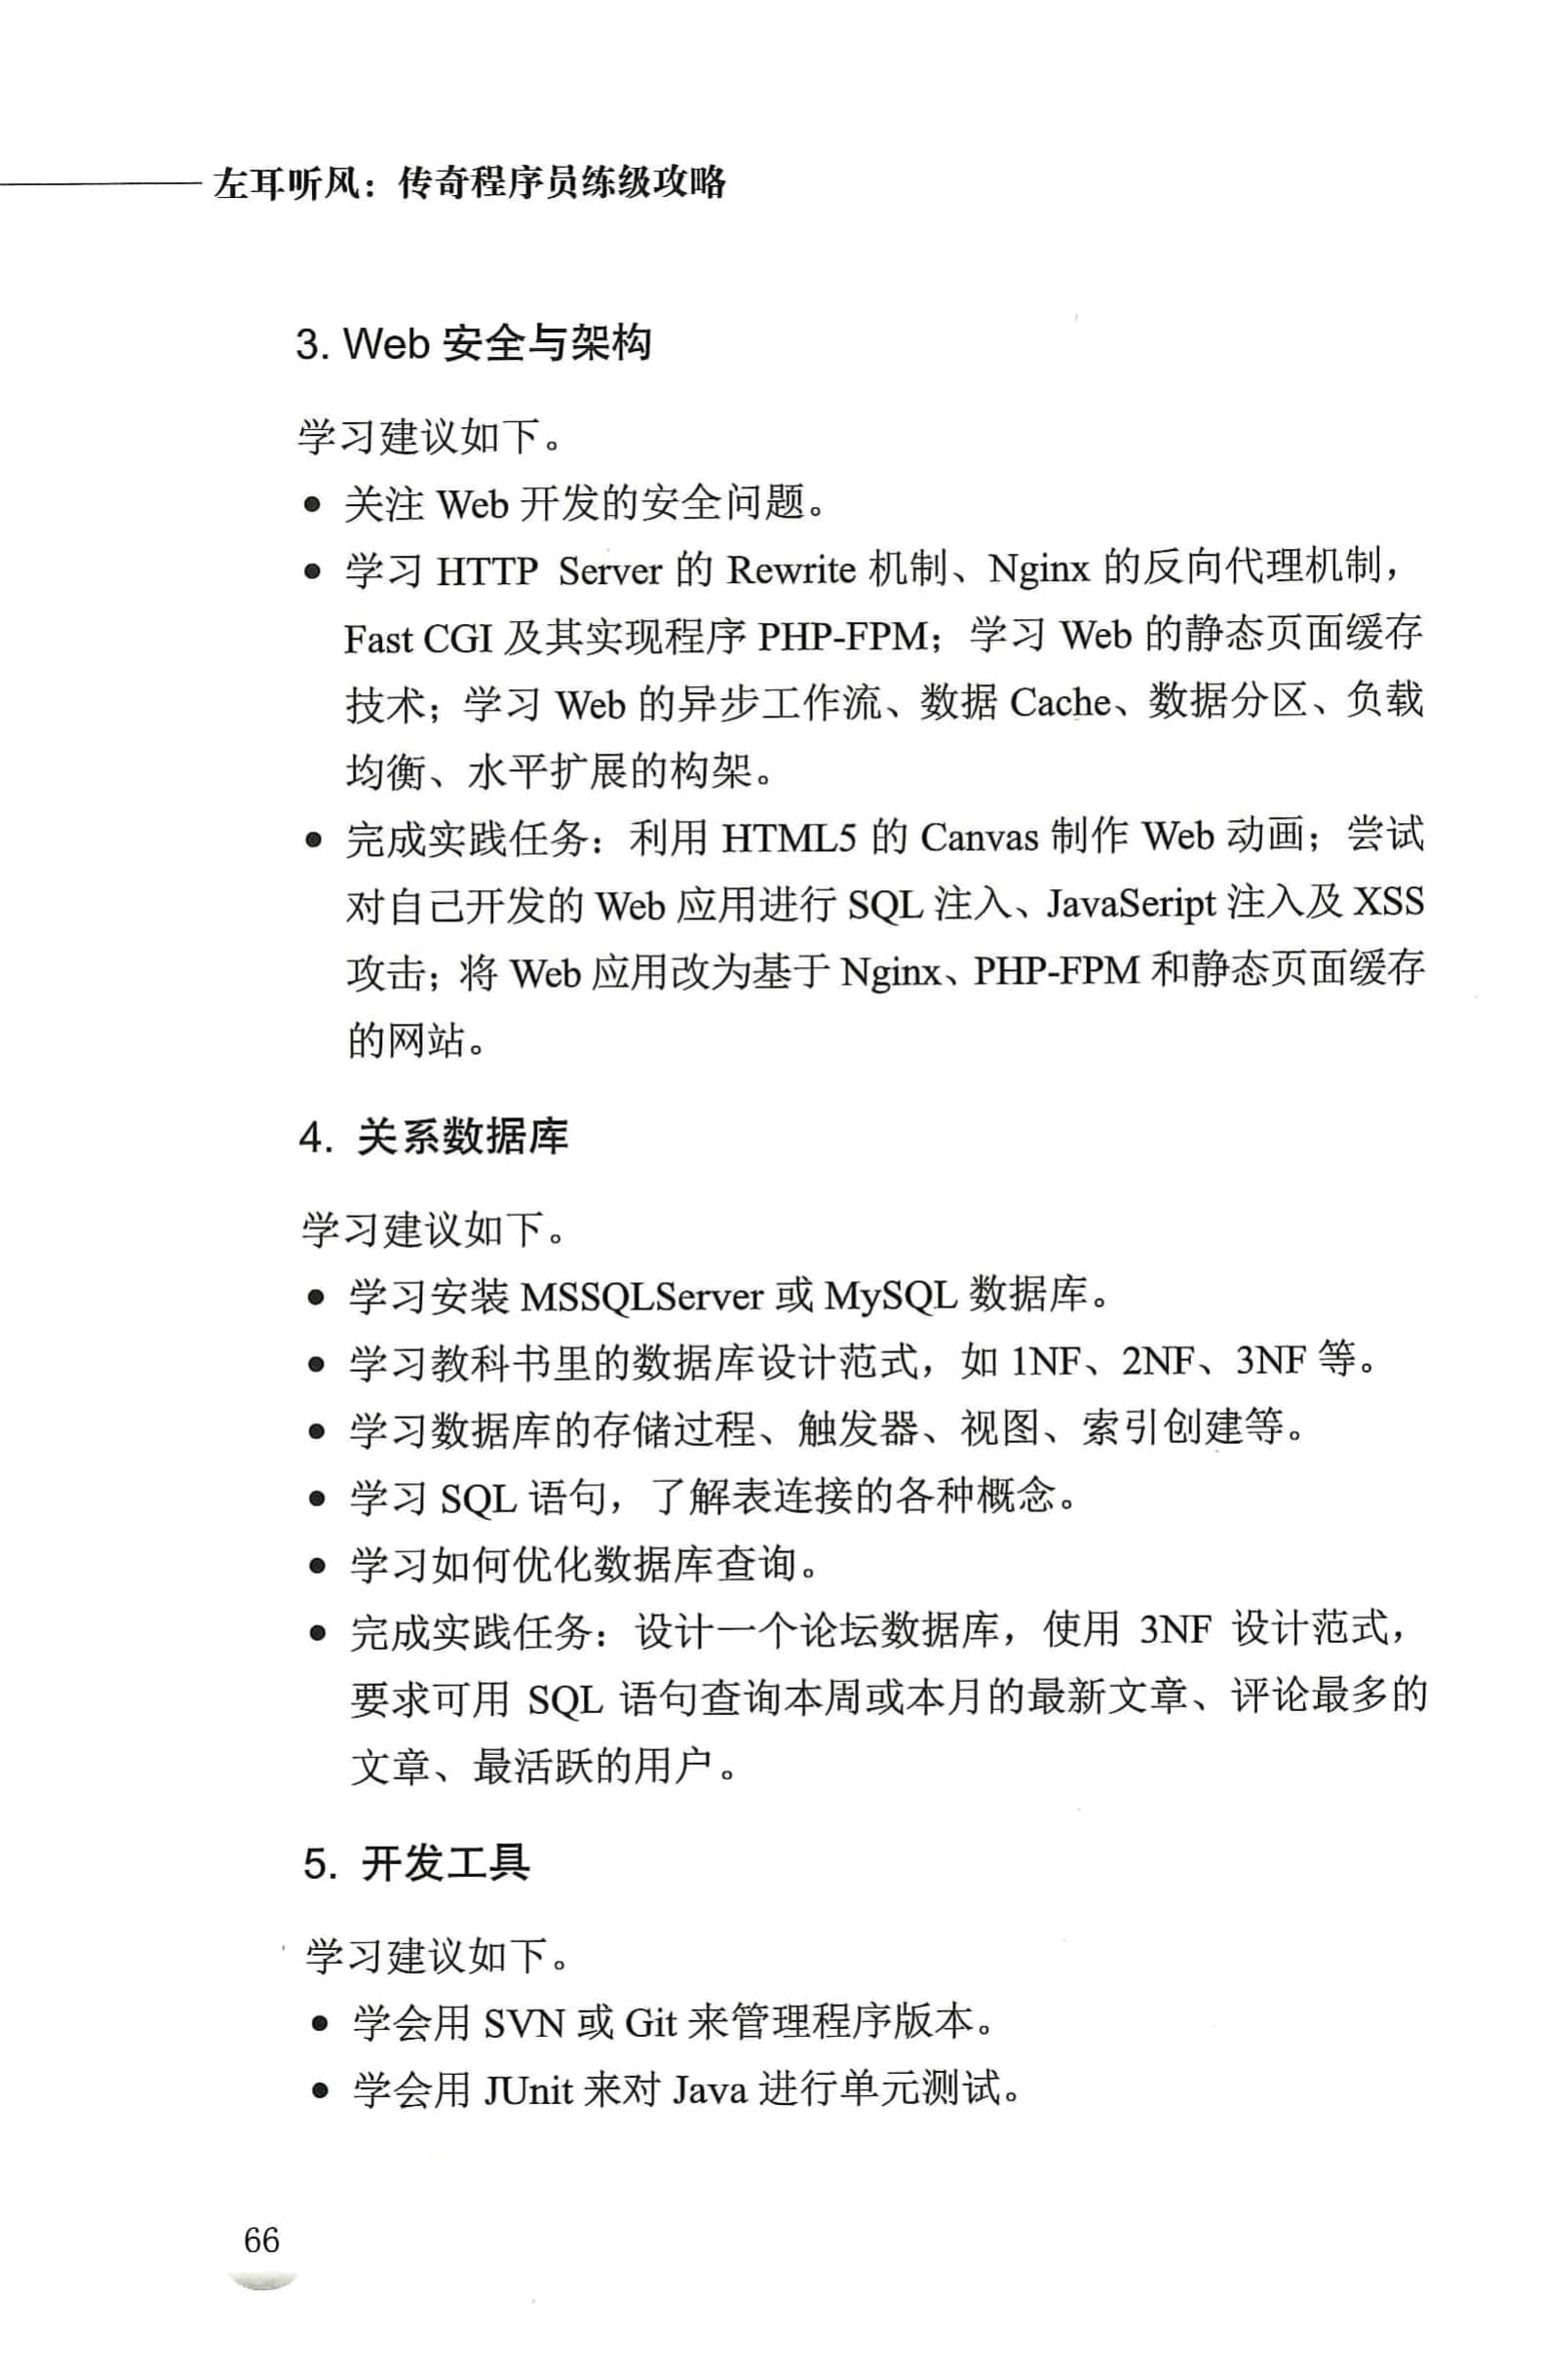 左耳听风：传奇程序员练级攻略
3. Web 安全与架构
学习建议如下。
● 关注 Web 开发的安全问题。
● 学习 HTTP Server 的 Rewrite 机制、Nginx 的反向代理机制，
Fast CGI 及其实现程序 PHP-FPM；学习 Web 的静态页面缓存
技术；学习 Web 的异步工作流、数据 Cache、数据分区、负载
均衡、水平扩展的构架。
● 完成实践任务：利用 HTML5 的 Canvas 制作 Web 动画；尝试
对自己开发的 Web 应用进行 SQL 注入、JavaSeript 注入及 XSS
攻击；将 Web 应用改为基于 Nginx、PHP-FPM 和静态页面缓存
的网站。
4. 关系数据库
学习建议如下。
● 学习安装 MSSQLServer 或 MySQL 数据库。
● 学习教科书里的数据库设计范式，如 1NF、2NF、3NF 等。
● 学习数据库的存储过程、触发器、视图、索引创建等。
● 学习 SQL 语句，了解表连接的各种概念。
● 学习如何优化数据库查询。
● 完成实践任务：设计一个论坛数据库，使用 3NF 设计范式，
要求可用 SQL 语句查询本周或本月的最新文章、评论最多的
文章、最活跃的用户。
5. 开发工具
学习建议如下。
● 学会用 SVN 或 Git 来管理程序版本。
● 学会用 JUnit 来对 Java 进行单元测试。
66